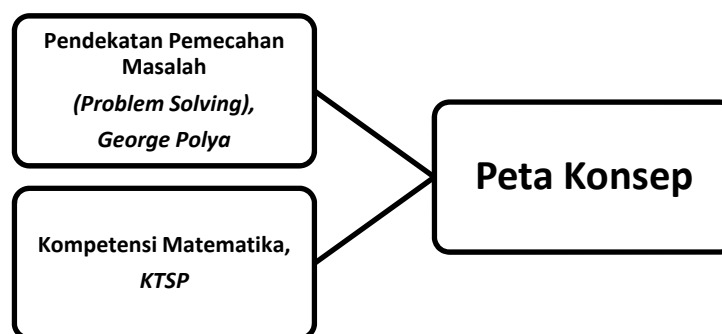 Pendekatan Pemecahan
Masalah
(Problem Solving),
George Polya
Peta Konsep
Kompetensi Matematika,
KTSP